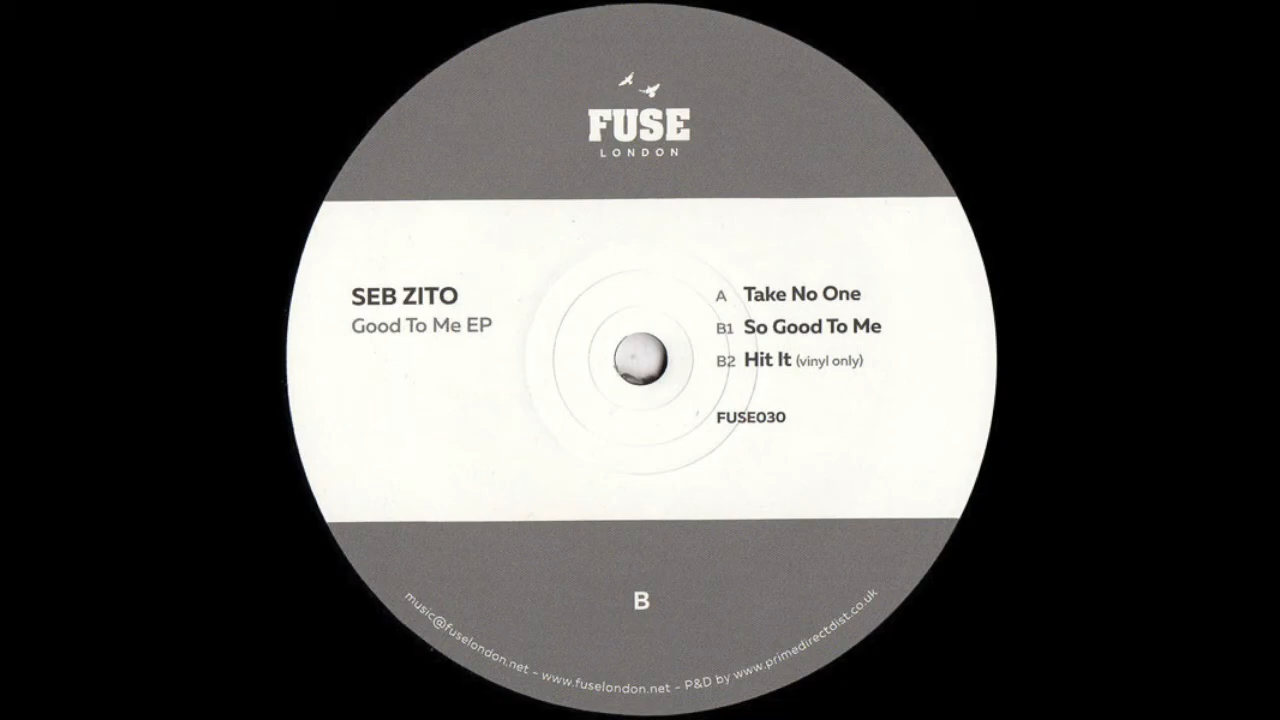 FUSE
LONDON
SEB ZITO
Good To Me EP
A Take No One
B1 So Good To Me
B2 Hit It (vinyl only)
FUSE030
B
music@fuselondon.net - www.fuselondon.net - P&D by www.primedirectdist.co.uk